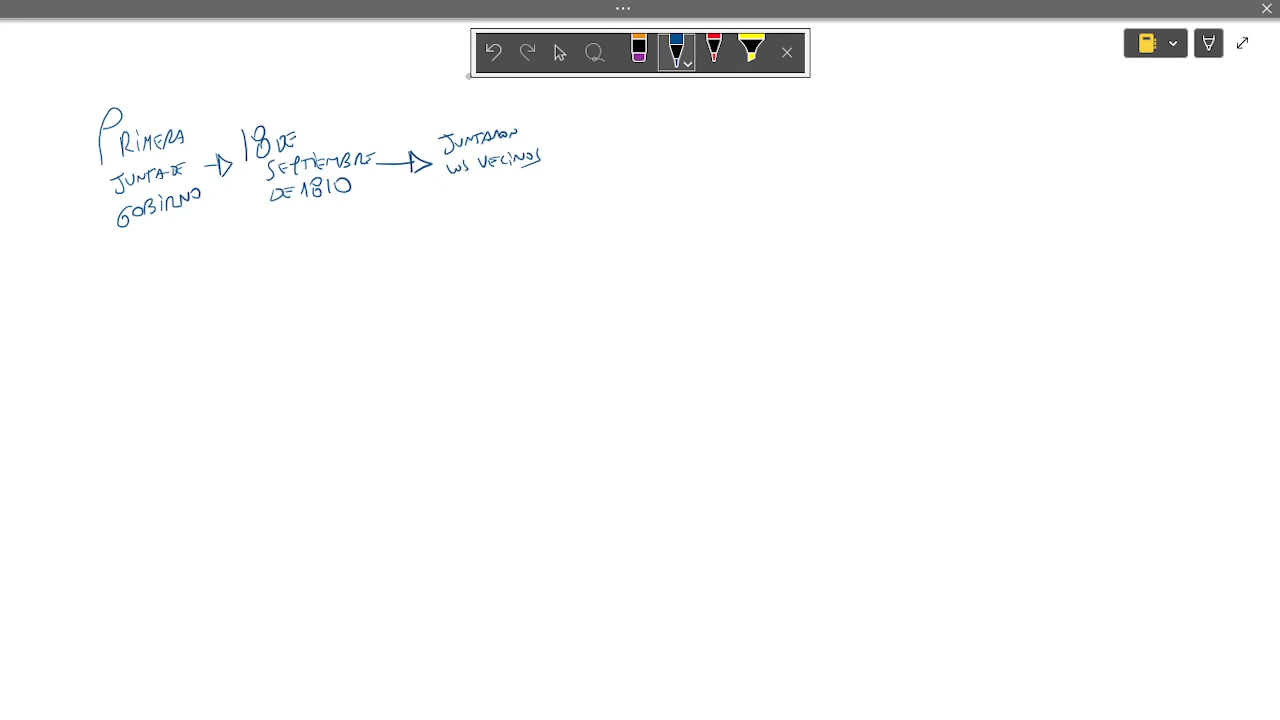 PRIMERA
JUNTA DE
GOBIRNO
18 DE
SEPTIEMBRE
DE 1810
JUNTARON
LOS VECINOS